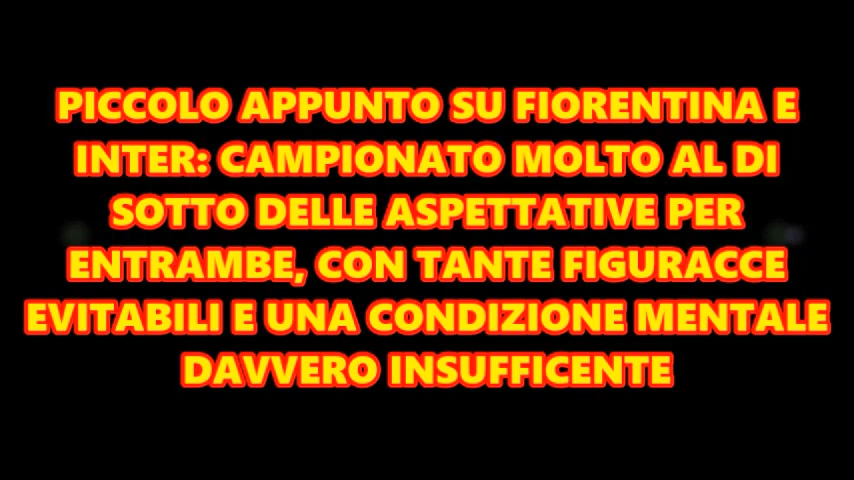 PICCOLO APPUNTO SU FIORENTINA E
INTER: CAMPIONATO MOLTO AL DI
SOTTO DELLE ASPETTATIVE PER
ENTRAMBE, CON TANTE FIGURACCE
EVITABILI E UNA CONDIZIONE MENTALE
DAVVERO INSUFFICENTE